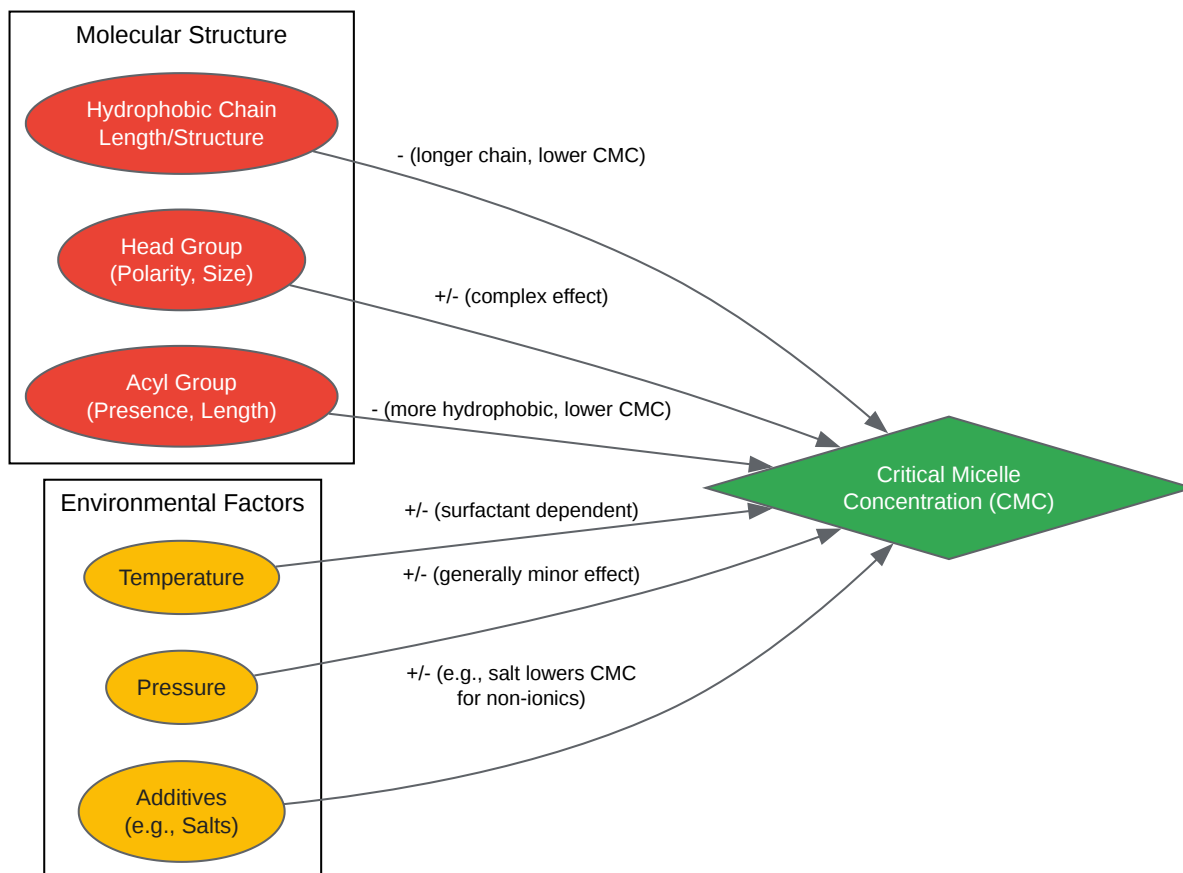 Molecular Structure
Hydrophobic Chain
Length/Structure
- (longer chain, lower CMC)
Head Group
(Polarity, Size)
+/- (complex effect)
Acyl Group
(Presence, Length)
- (more hydrophobic, lower CMC)
Critical Micelle
Concentration (CMC)
Environmental Factors
+/- (surfactant dependent)
Temperature
+/- (generally minor effect)
Pressure
+/- (e.g., salt lowers CMC
for non-ionics)
Additives
(e.g., Salts)